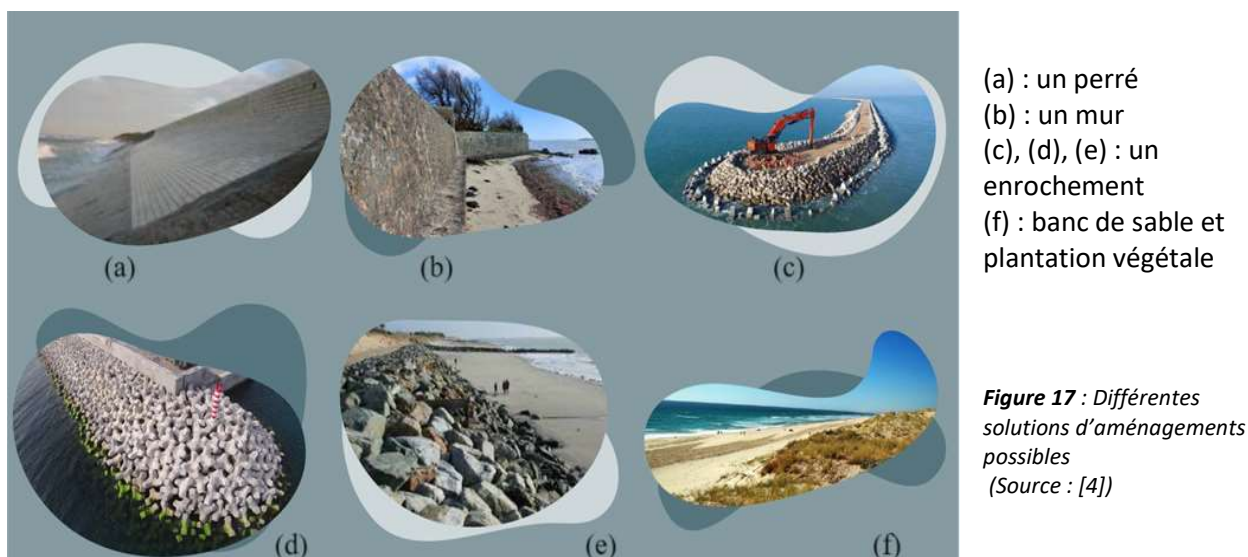 (a) : un perré
(b) : un mur
(c), (d), (e) : un
enrochement
(f) : banc de sable et
plantation végétale
(a)
(b)
(c)
(d)
(e)
(f)
Figure 17 : Différentes
solutions d’aménagements
possibles
(Source : [4])